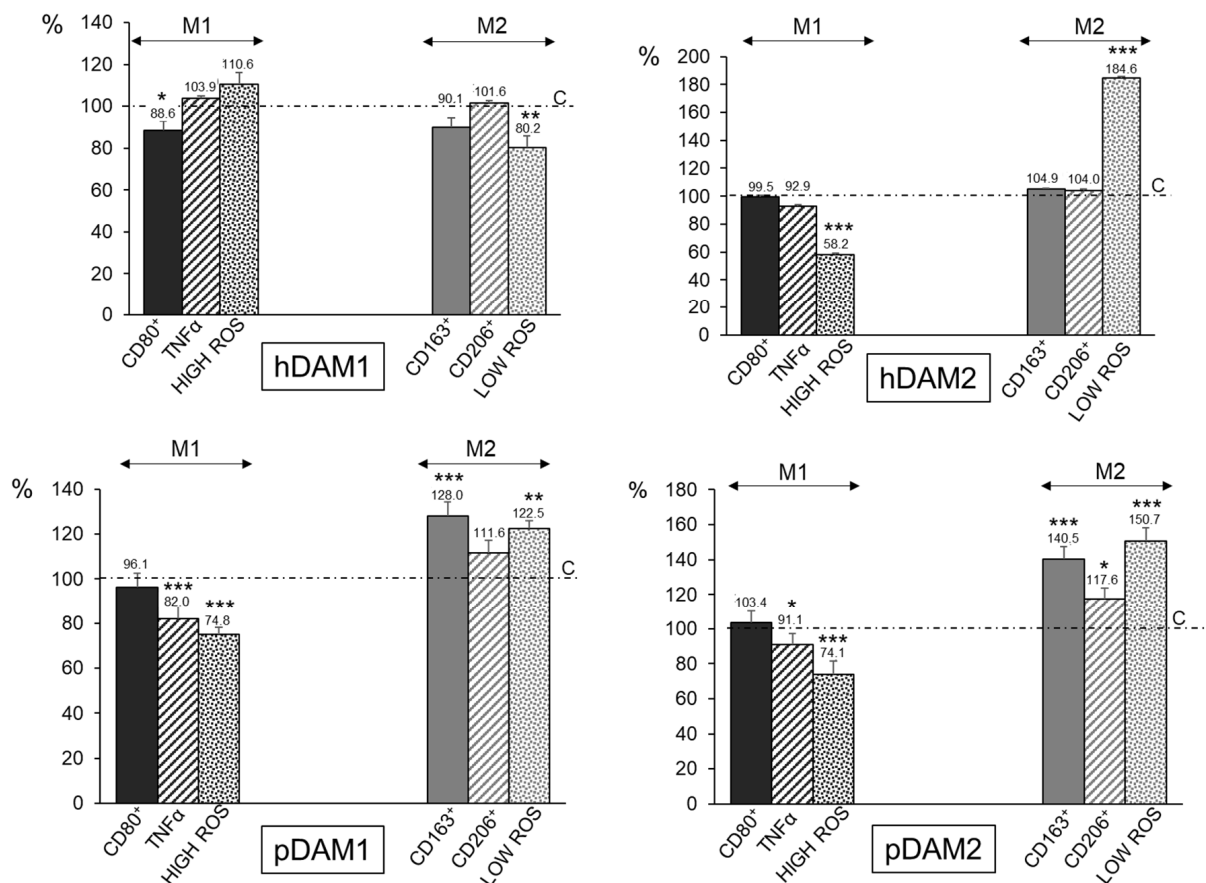 %
M1
M2
140
120
100
80
60
40
20
0
*
88.6
103.9
110.6
90.1
101.6
**
80.2
C
CD80+
TNFα
HIGH ROS
CD163+
CD206+
LOW ROS
hDAM1
%
M1
M2
200
180
160
140
120
100
80
60
40
20
0
99.5
92.9
***
58.2
104.9
104.0
***
184.6
C
CD80+
TNFα
HIGH ROS
CD163+
CD206+
LOW ROS
hDAM2
%
M1
M2
140
120
100
80
60
40
20
0
96.1
***
82.0
***
74.8
***
128.0
111.6
**
122.5
C
CD80+
TNFα
HIGH ROS
CD163+
CD206+
LOW ROS
pDAM1
%
M1
M2
180
160
140
120
100
80
60
40
20
0
103.4
*
91.1
***
74.1
***
140.5
*
117.6
***
150.7
C
CD80+
TNFα
HIGH ROS
CD163+
CD206+
LOW ROS
pDAM2